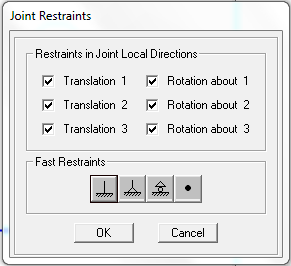 Joint Restraints
Restraints in Joint Local Directions
Translation 1 Rotation about 1
Translation 2 Rotation about 2
Translation 3 Rotation about 3
Fast Restraints
OK Cancel